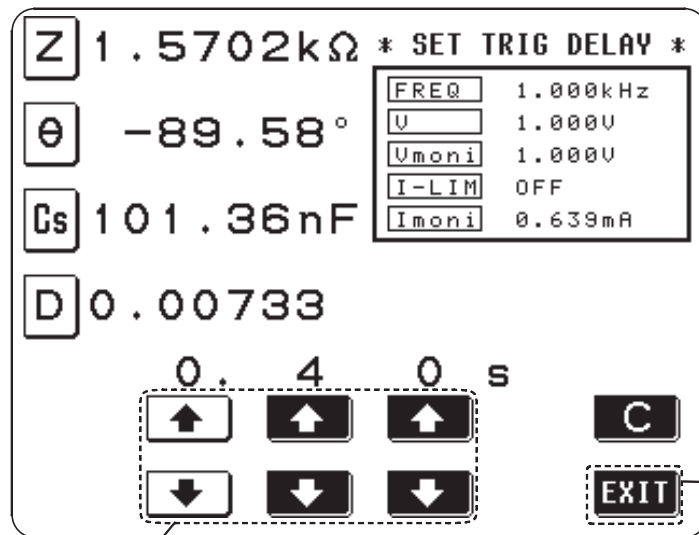 Z 1.5702kΩ
* SET TRIG DELAY *
FREQ 1.000kHz
θ -89.58°
V 1.000V
Vmoni 1.000V
I-LIM OFF
Cs 101.36nF
Imoni 0.639mA
D 0.00733
0. 4 0 s
C
EXIT